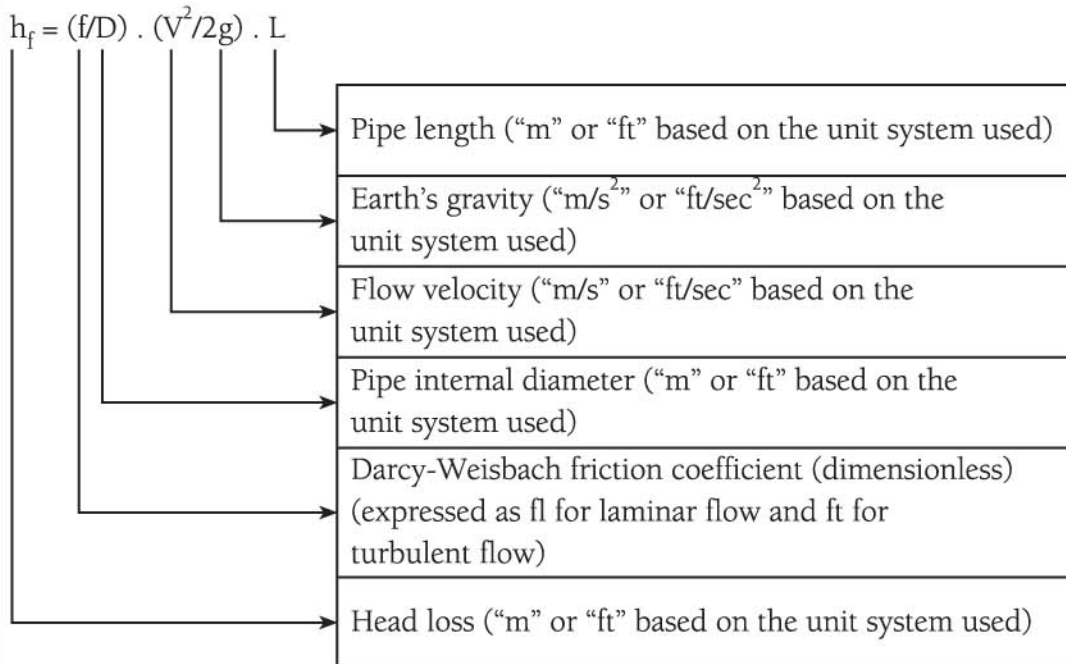 h_f = (f/D) . (V²/2g) . L
Pipe length (“m” or “ft” based on the unit system used)
Earth’s gravity (“m/s²” or “ft/sec²” based on the
unit system used)
Flow velocity (“m/s” or “ft/sec” based on the
unit system used)
Pipe internal diameter (“m” or “ft” based on the
unit system used)
Darcy-Weisbach friction coefficient (dimensionless)
(expressed as fl for laminar flow and ft for
turbulent flow)
Head loss (“m” or “ft” based on the unit system used)